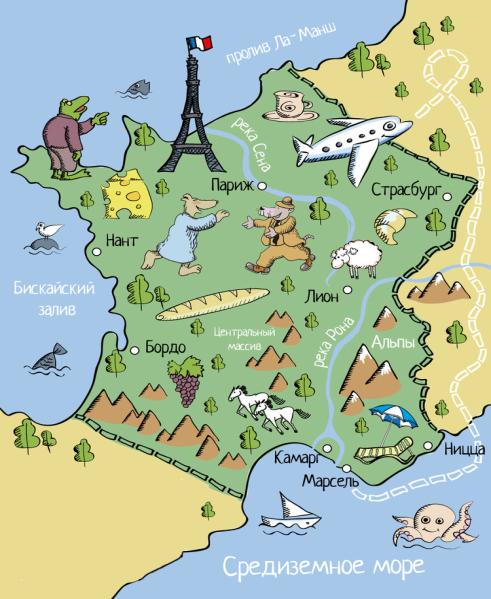 пролив Ла-Манш
река Сена
Париж
Страсбург
Нант
Бискайский
залив
Лион
Центральный
массив
река Рона
Альпы
Бордо
Камарг
Марсель
Ницца
Средиземное море